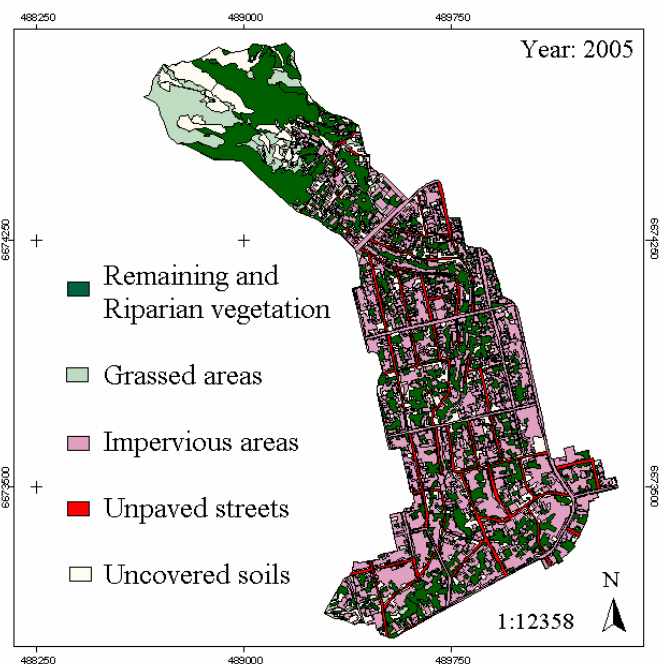 488250 489000 489750
Year: 2005
6674250 6674250
Remaining and
Riparian vegetation
Grassed areas
Impervious areas
6673500 6673500
Unpaved streets
Uncovered soils
N
1:12358
488250 489000 489750